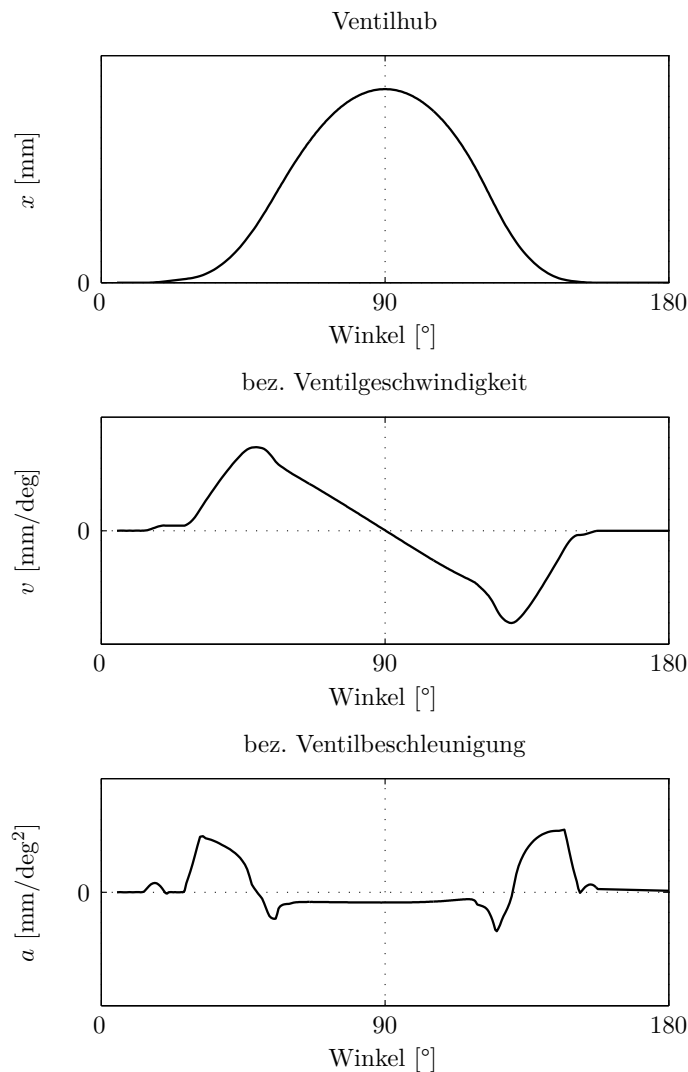 Ventilhub
x [mm]
0
0
90
180
Winkel [°]
bez. Ventilgeschwindigkeit
v [mm/deg]
0
0
90
180
Winkel [°]
bez. Ventilbeschleunigung
a [mm/deg²]
0
0
90
180
Winkel [°]